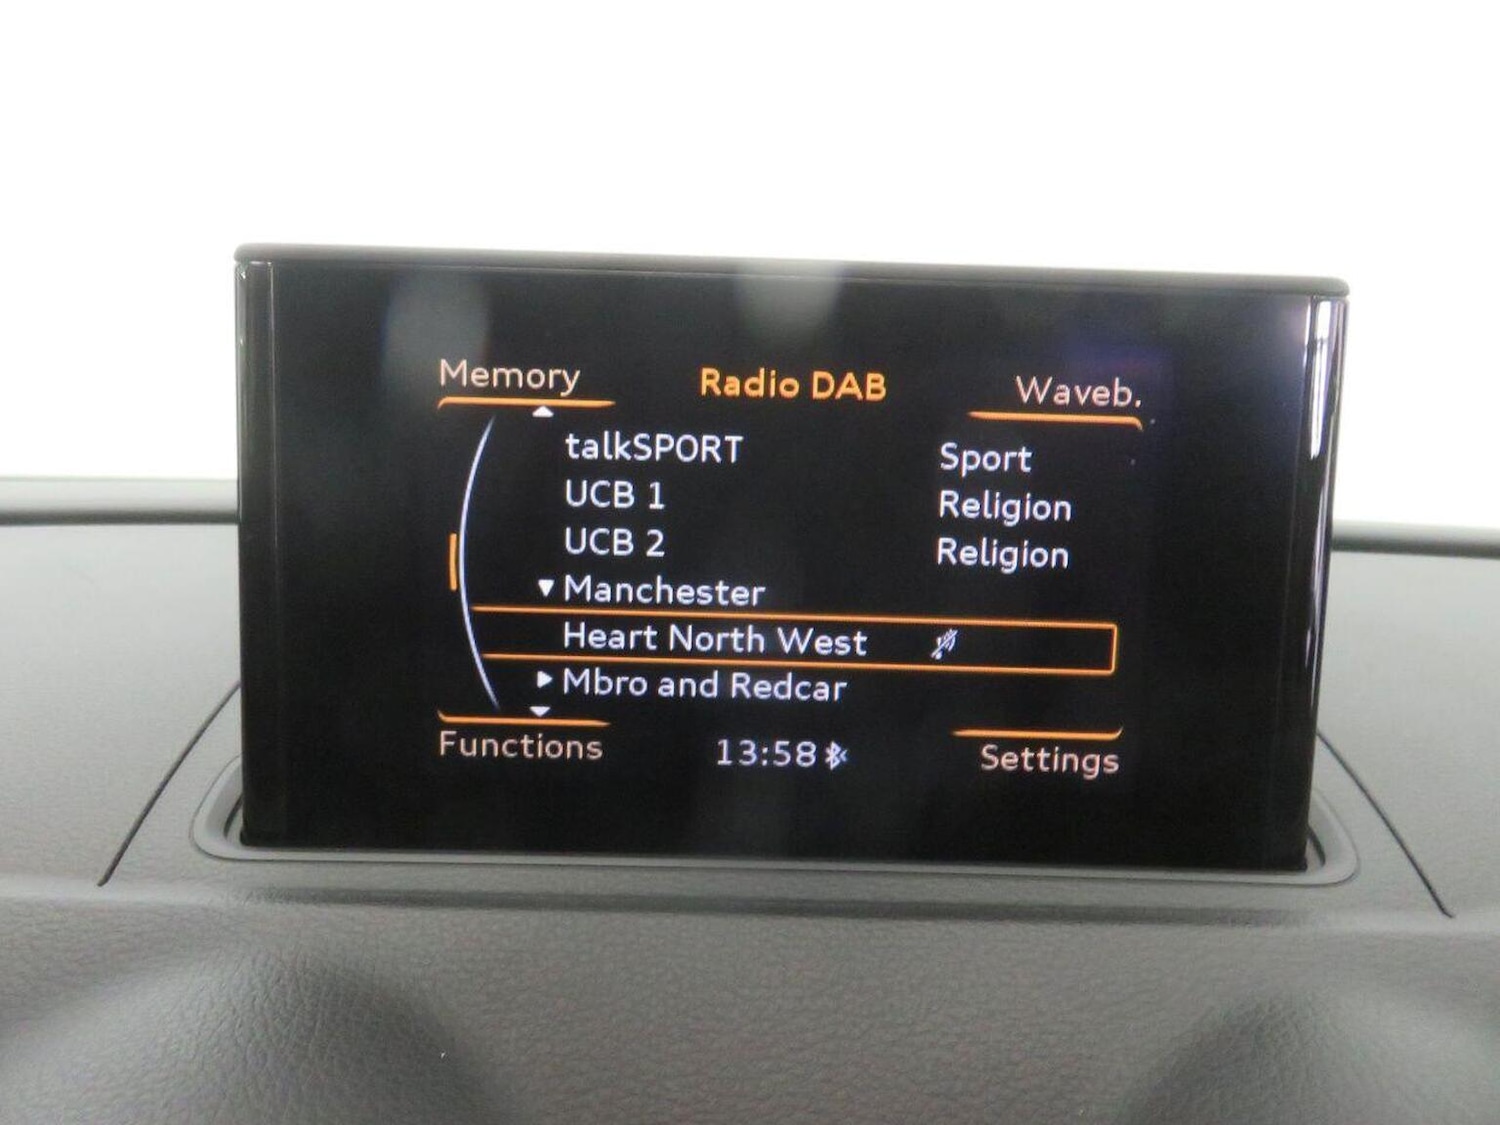 Memory Radio DAB Waveb.
talkSPORT Sport
UCB 1 Religion
UCB 2 Religion
Manchester
Heart North West
Mbro and Redcar
Functions 13:58 Settings